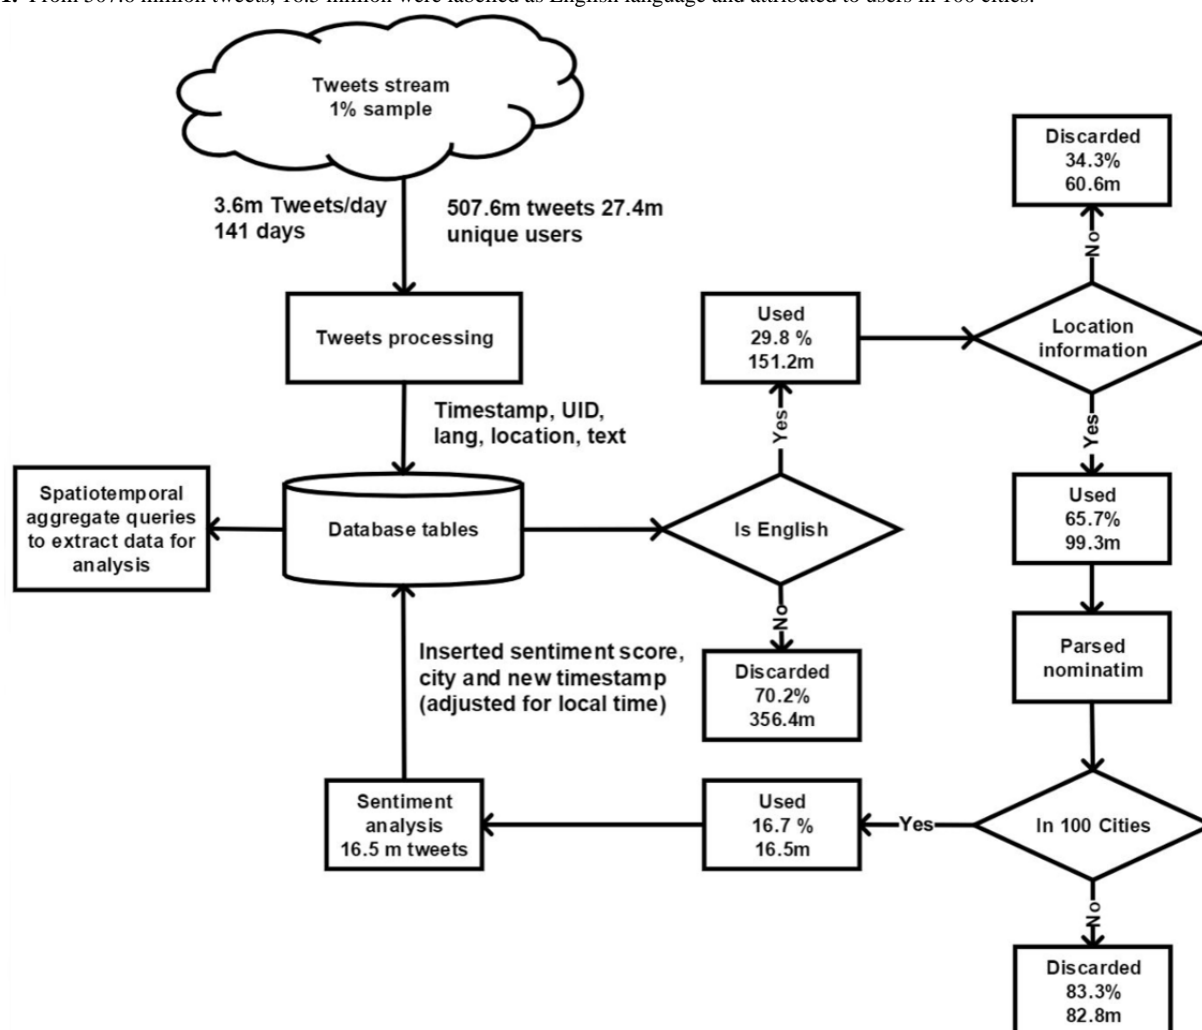 1. From 507.6 million tweets, 16.5 million were labelled as English language and attributed to users in 100 cities.
Tweets stream
1% sample
3.6m Tweets/day
141 days
507.6m tweets 27.4m
unique users
Tweets processing
Timestamp, UID,
lang, location, text
Database tables
Spatiotemporal
aggregate queries
to extract data for
analysis
Is English
Yes
Used
29.8 %
151.2m
No
Discarded
70.2%
356.4m
Location
information
No
Discarded
34.3%
60.6m
Yes
Used
65.7%
99.3m
Parsed
nominatim
In 100 Cities
No
Discarded
83.3%
82.8m
Yes
Used
16.7 %
16.5m
Sentiment
analysis
16.5 m tweets
Inserted sentiment score,
city and new timestamp
(adjusted for local time)